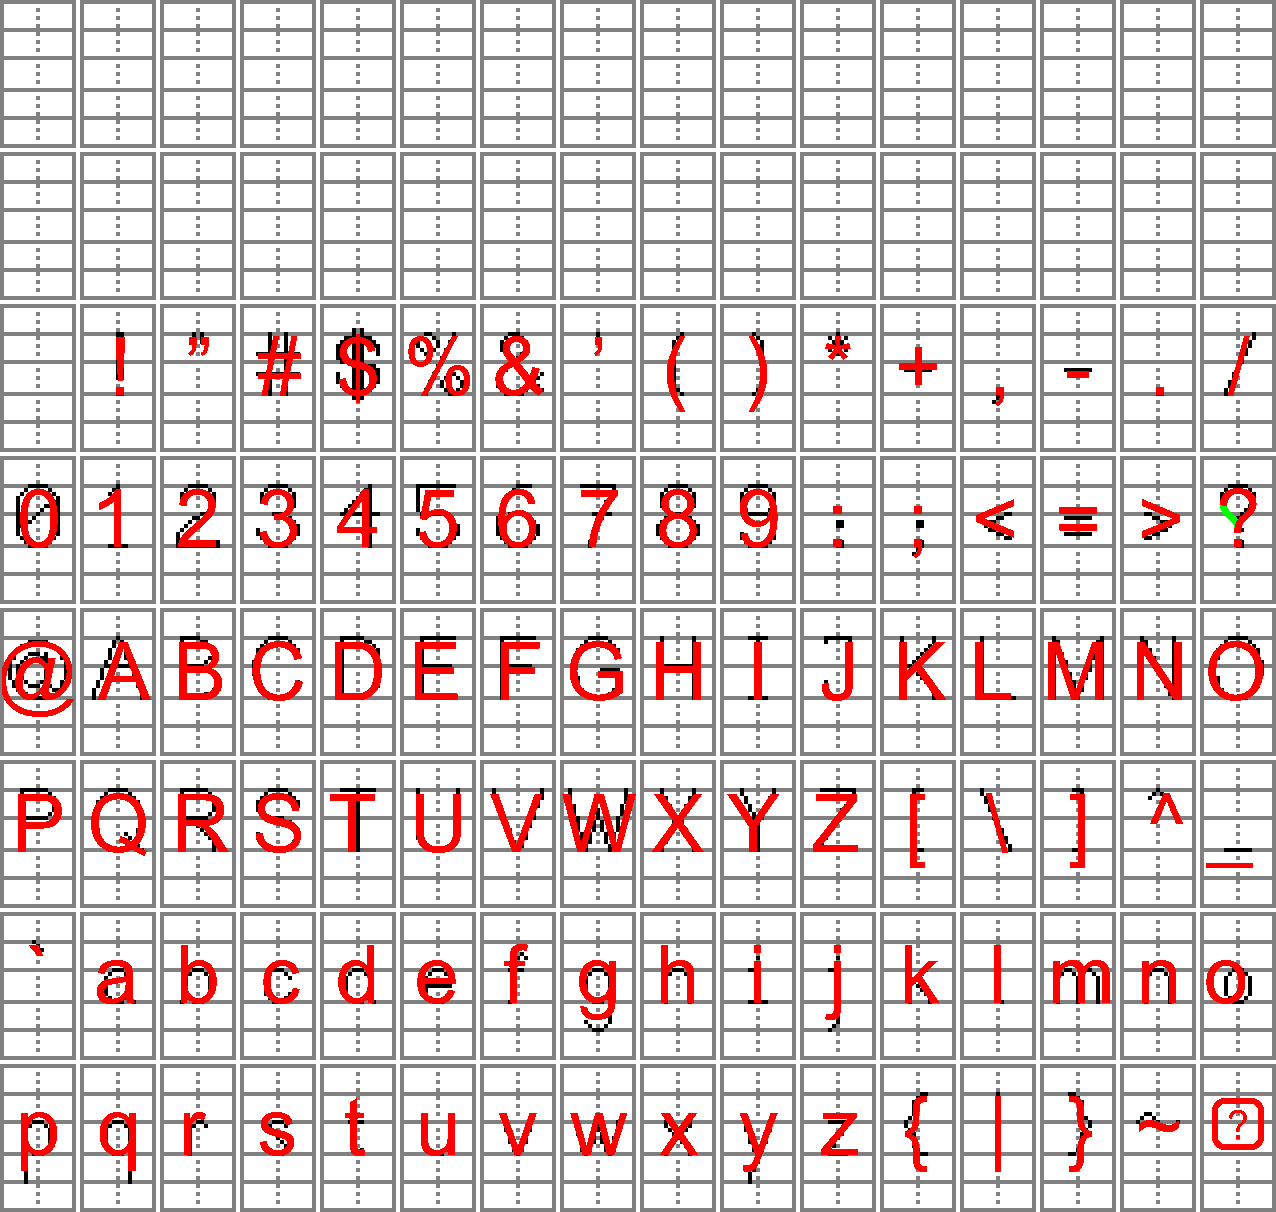 ! ” # $ % & ’ ( ) * + , - . /
0 1 2 3 4 5 6 7 8 9 : ; < = > ?
@ A B C D E F G H I J K L M N O
P Q R S T U V W X Y Z [ \ ] ^ _
` a b c d e f g h i j k l m n o
p q r s t u v w x y z { | } ~ ?